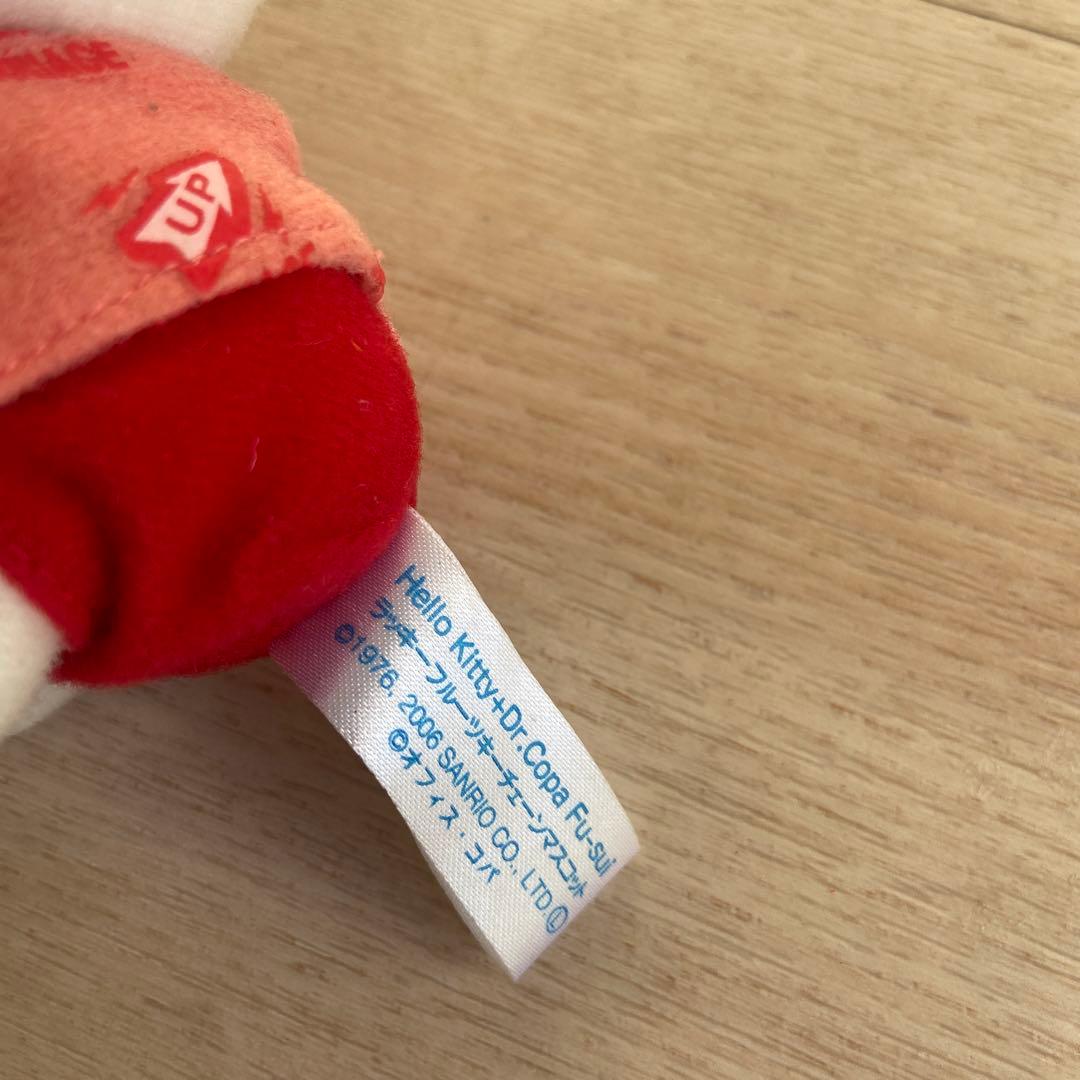 UP
Hello Kitty+Dr.Copa Fu-sui
ラッキーフルーツキーチェーンマスコット
©1976, 2006 SANRIO CO., LTD.Ⓛ
©オフィス・コパ